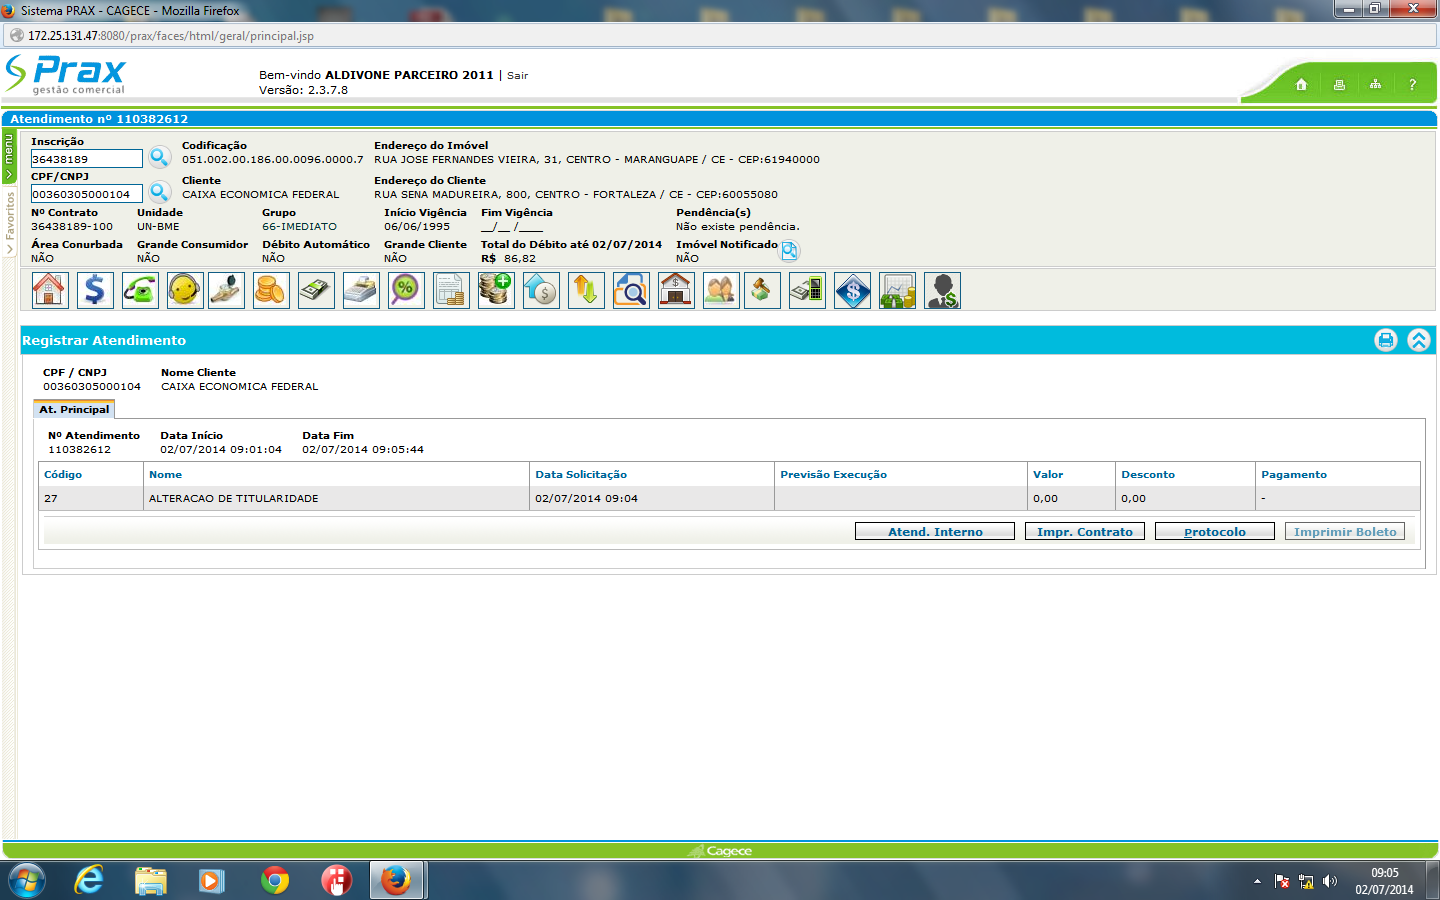 Sistema PRAX - CAGECE - Mozilla Firefox
172.25.131.47:8080/prax/faces/html/geral/principal.jsp
Prax
gestão comercial
Bem-vindo ALDIVONE PARCEIRO 2011 | Sair
Versão: 2.3.7.8
?
Atendimento nº 110382612
menu
Favoritos
Inscrição Codificação Endereço do Imóvel
36438189 051.002.00.186.00.0096.0000.7 RUA JOSE FERNANDES VIEIRA, 31, CENTRO - MARANGUAPE / CE - CEP:61940000
CPF/CNPJ Cliente Endereço do Cliente
00360305000104 CAIXA ECONOMICA FEDERAL RUA SENA MADUREIRA, 800, CENTRO - FORTALEZA / CE - CEP:60055080
Nº Contrato Unidade Grupo Início Vigência Fim Vigência Pendência(s)
36438189-100 UN-BME 66-IMEDIATO 06/06/1995 __/__ /____ Não existe pendência.
Área Conurbada Grande Consumidor Débito Automático Grande Cliente Total do Débito até 02/07/2014 Imóvel Notificado
NÃO NÃO NÃO NÃO R$ 86,82 NÃO
Registrar Atendimento
CPF / CNPJ Nome Cliente
00360305000104 CAIXA ECONOMICA FEDERAL
At. Principal
Nº Atendimento Data Início Data Fim
110382612 02/07/2014 09:01:04 02/07/2014 09:05:44
Código Nome Data Solicitação Previsão Execução Valor Desconto Pagamento
27 ALTERACAO DE TITULARIDADE 02/07/2014 09:04 0,00 0,00 -
Atend. Interno Impr. Contrato Protocolo Imprimir Boleto
Cagece
09:05
02/07/2014